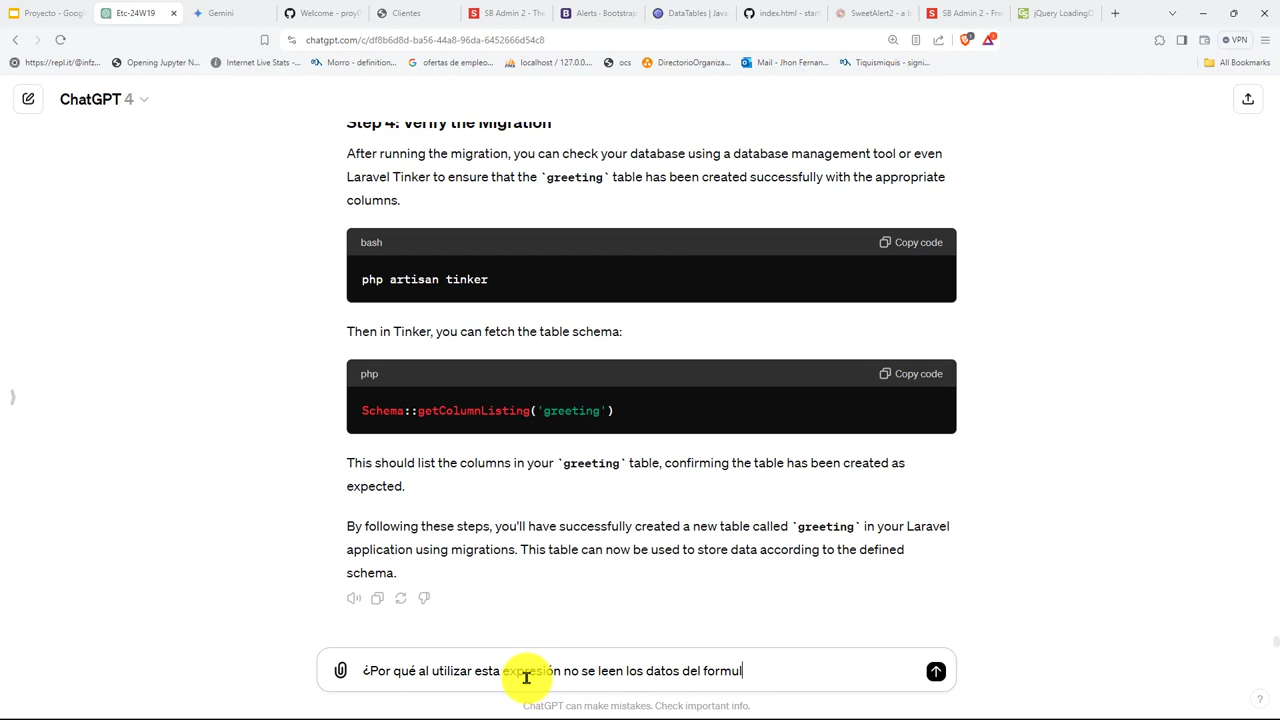 Proyecto - Goog
Etc-24W19
Gemini
Welcome - proy
Clientes
SB Admin 2 - The
Alerts · Bootstrap
DataTables | Java
index.html - star
SweetAlert2 - a b
SB Admin 2 - Fre
jQuery LoadingO
chatgpt.com/c/df8b6d8d-ba56-44a8-96da-6452666d54c8
VPN
https://repl.it/@infz...
Opening Jupyter N...
Internet Live Stats -...
Morro - definition...
ofertas de empleo...
localhost / 127.0.0....
ocs
DirectorioOrganiza...
Mail - Jhon Fernan...
Tiquismiquis - signi...
All Bookmarks
ChatGPT 4
Step 4: Verify the Migration
After running the migration, you can check your database using a database management tool or even
Laravel Tinker to ensure that the `greeting` table has been created successfully with the appropriate
columns.
bash
Copy code
php artisan tinker
Then in Tinker, you can fetch the table schema:
php
Copy code
Schema::getColumnListing('greeting')
This should list the columns in your `greeting` table, confirming the table has been created as
expected.
By following these steps, you'll have successfully created a new table called `greeting` in your Laravel
application using migrations. This table can now be used to store data according to the defined
schema.
¿Por qué al utilizar esta expresión no se leen los datos del formul
ChatGPT can make mistakes. Check important info.
?